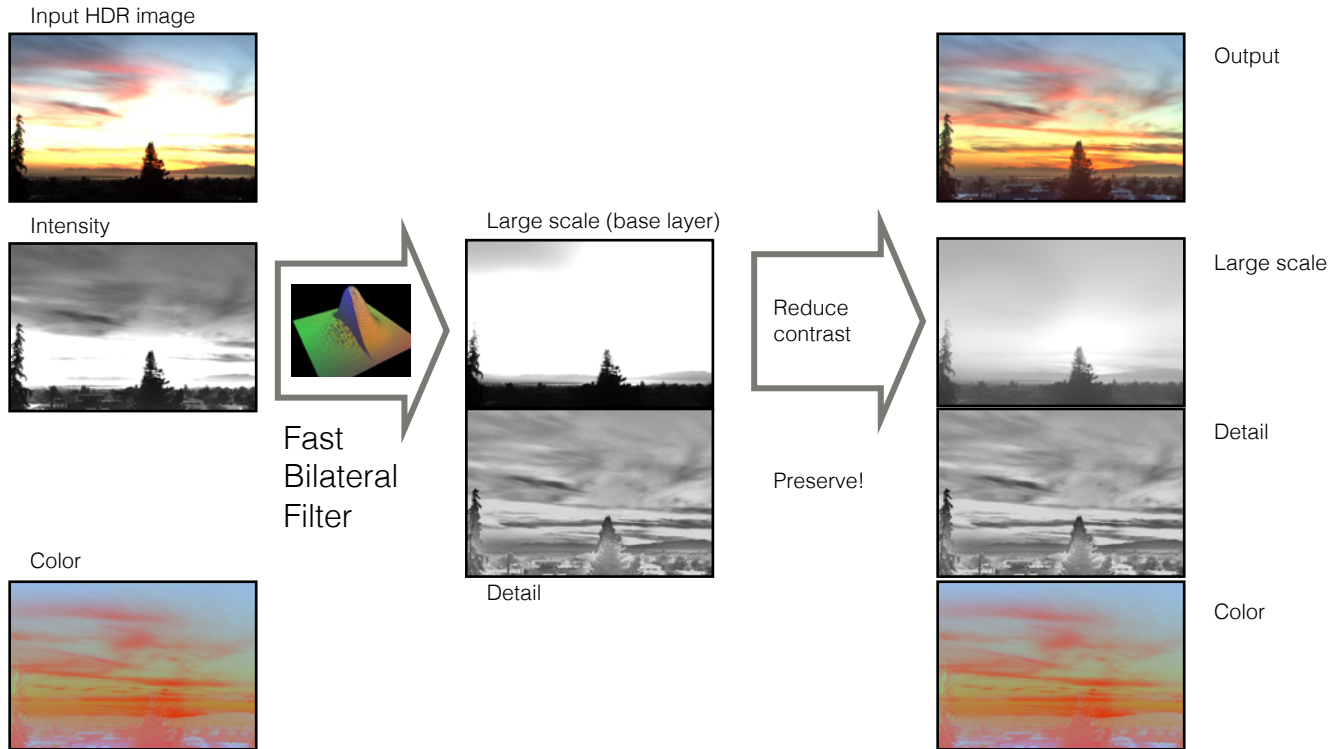 Input HDR image
Output
Intensity
Large scale (base layer)
Large scale
Reduce
contrast
Fast
Bilateral
Filter
Detail
Preserve!
Color
Detail
Color